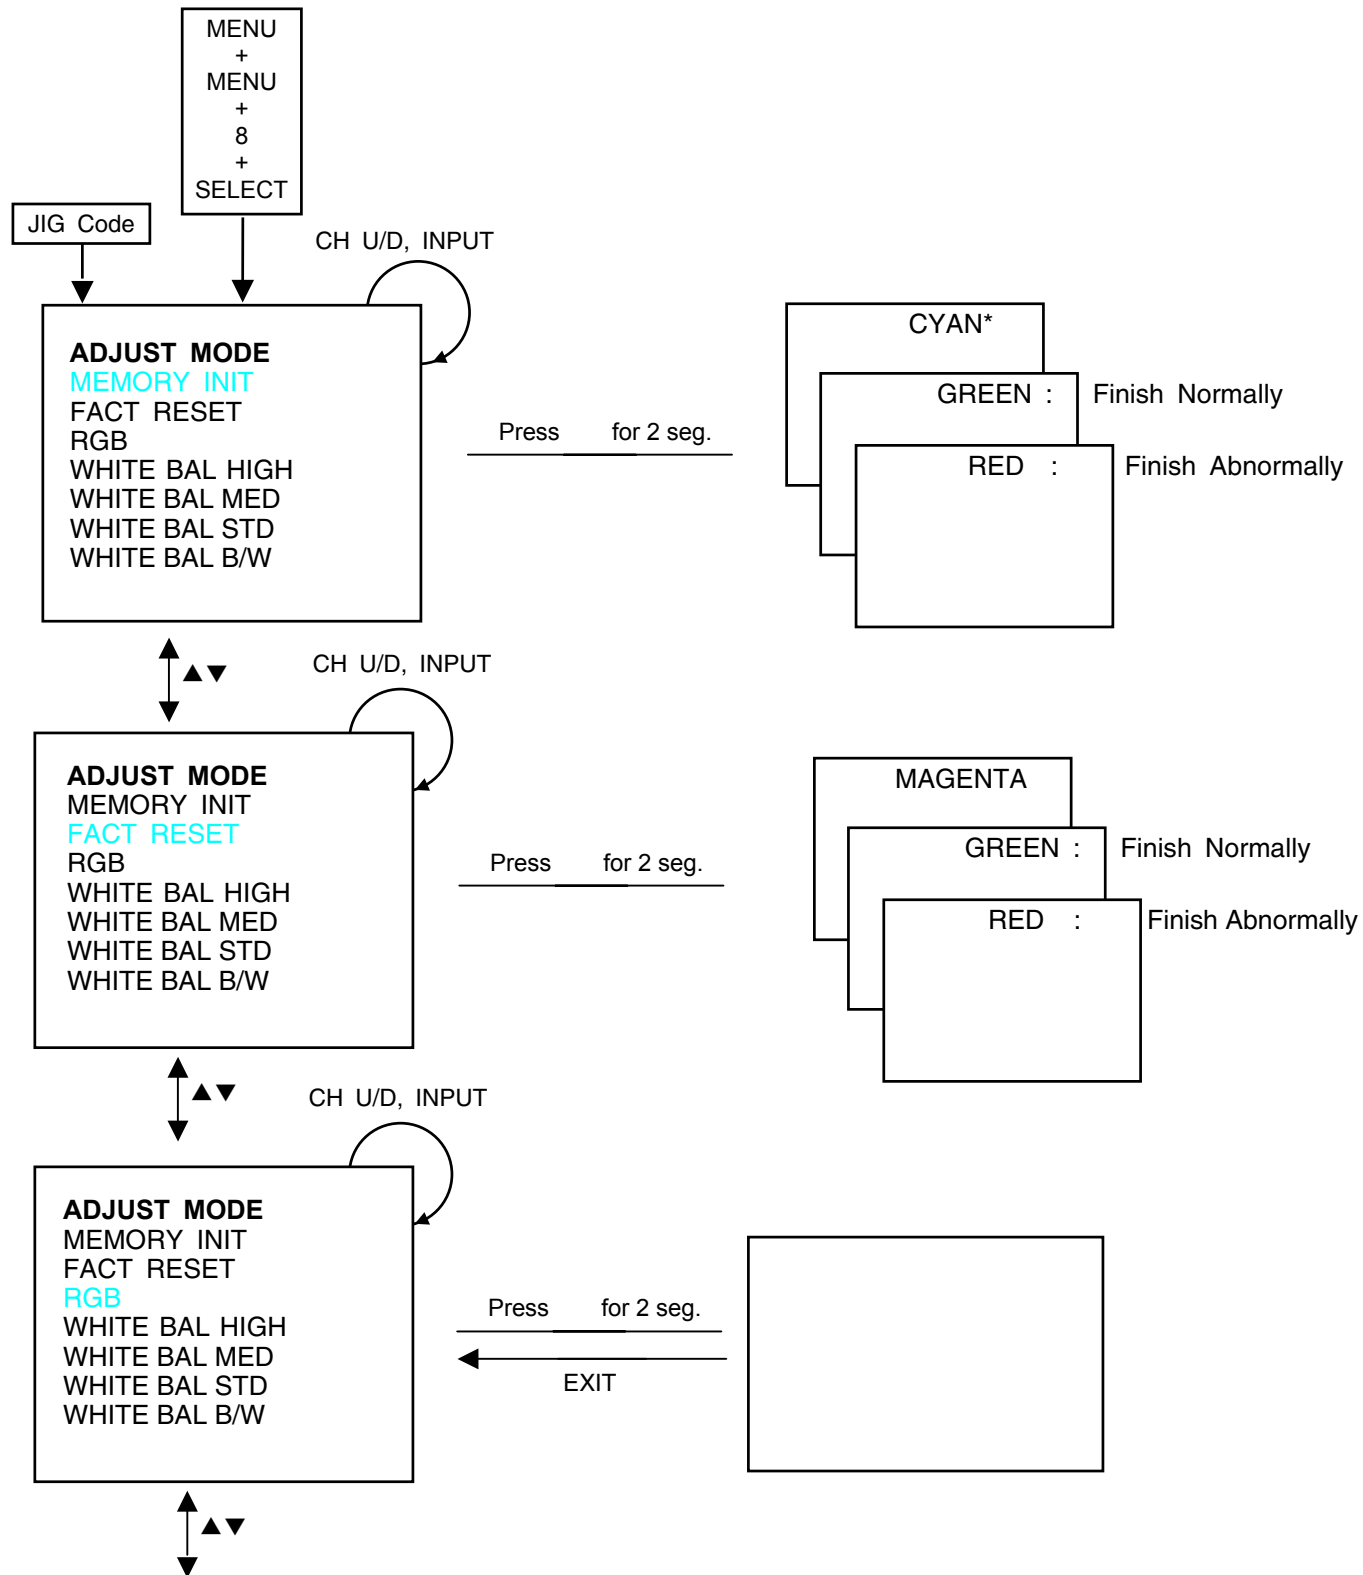 MENU
+
MENU
+
8
+
SELECT
JIG Code
CH U/D, INPUT
ADJUST MODE
MEMORY INIT
FACT RESET
RGB
WHITE BAL HIGH
WHITE BAL MED
WHITE BAL STD
WHITE BAL B/W
Press for 2 seg.
CYAN*
GREEN : Finish Normally
RED : Finish Abnormally
▲▼
CH U/D, INPUT
ADJUST MODE
MEMORY INIT
FACT RESET
RGB
WHITE BAL HIGH
WHITE BAL MED
WHITE BAL STD
WHITE BAL B/W
Press for 2 seg.
MAGENTA
GREEN : Finish Normally
RED : Finish Abnormally
▲▼
CH U/D, INPUT
ADJUST MODE
MEMORY INIT
FACT RESET
RGB
WHITE BAL HIGH
WHITE BAL MED
WHITE BAL STD
WHITE BAL B/W
Press for 2 seg.
EXIT
▲▼